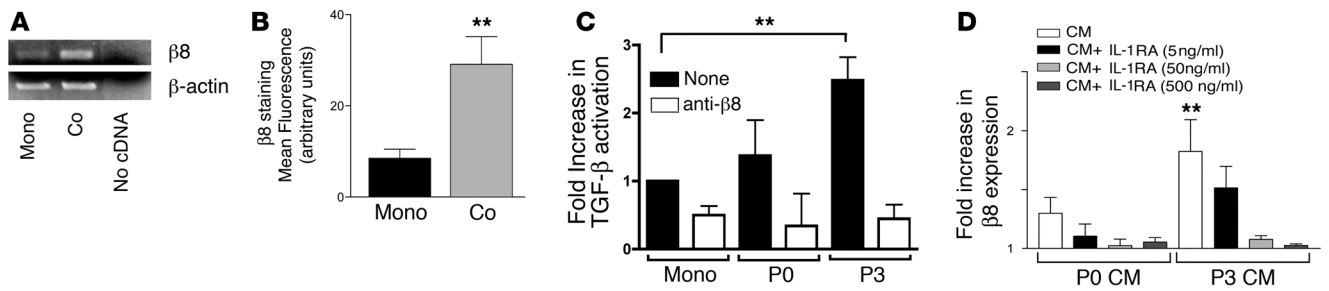 A
β8
β-actin
Mono
Co
No cDNA
B
β8 staining
Mean Fluorescence
(arbitrary units)
40
20
0
**
Mono
Co
C
Fold Increase in
TGF-β activation
3
2
1
0
**
None
anti-β8
Mono
P0
P3
D
CM
CM+ IL-1RA (5ng/ml)
CM+ IL-1RA (50ng/ml)
CM+ IL-1RA (500 ng/ml)
Fold increase in
β8 expression
2
1
**
P0 CM
P3 CM